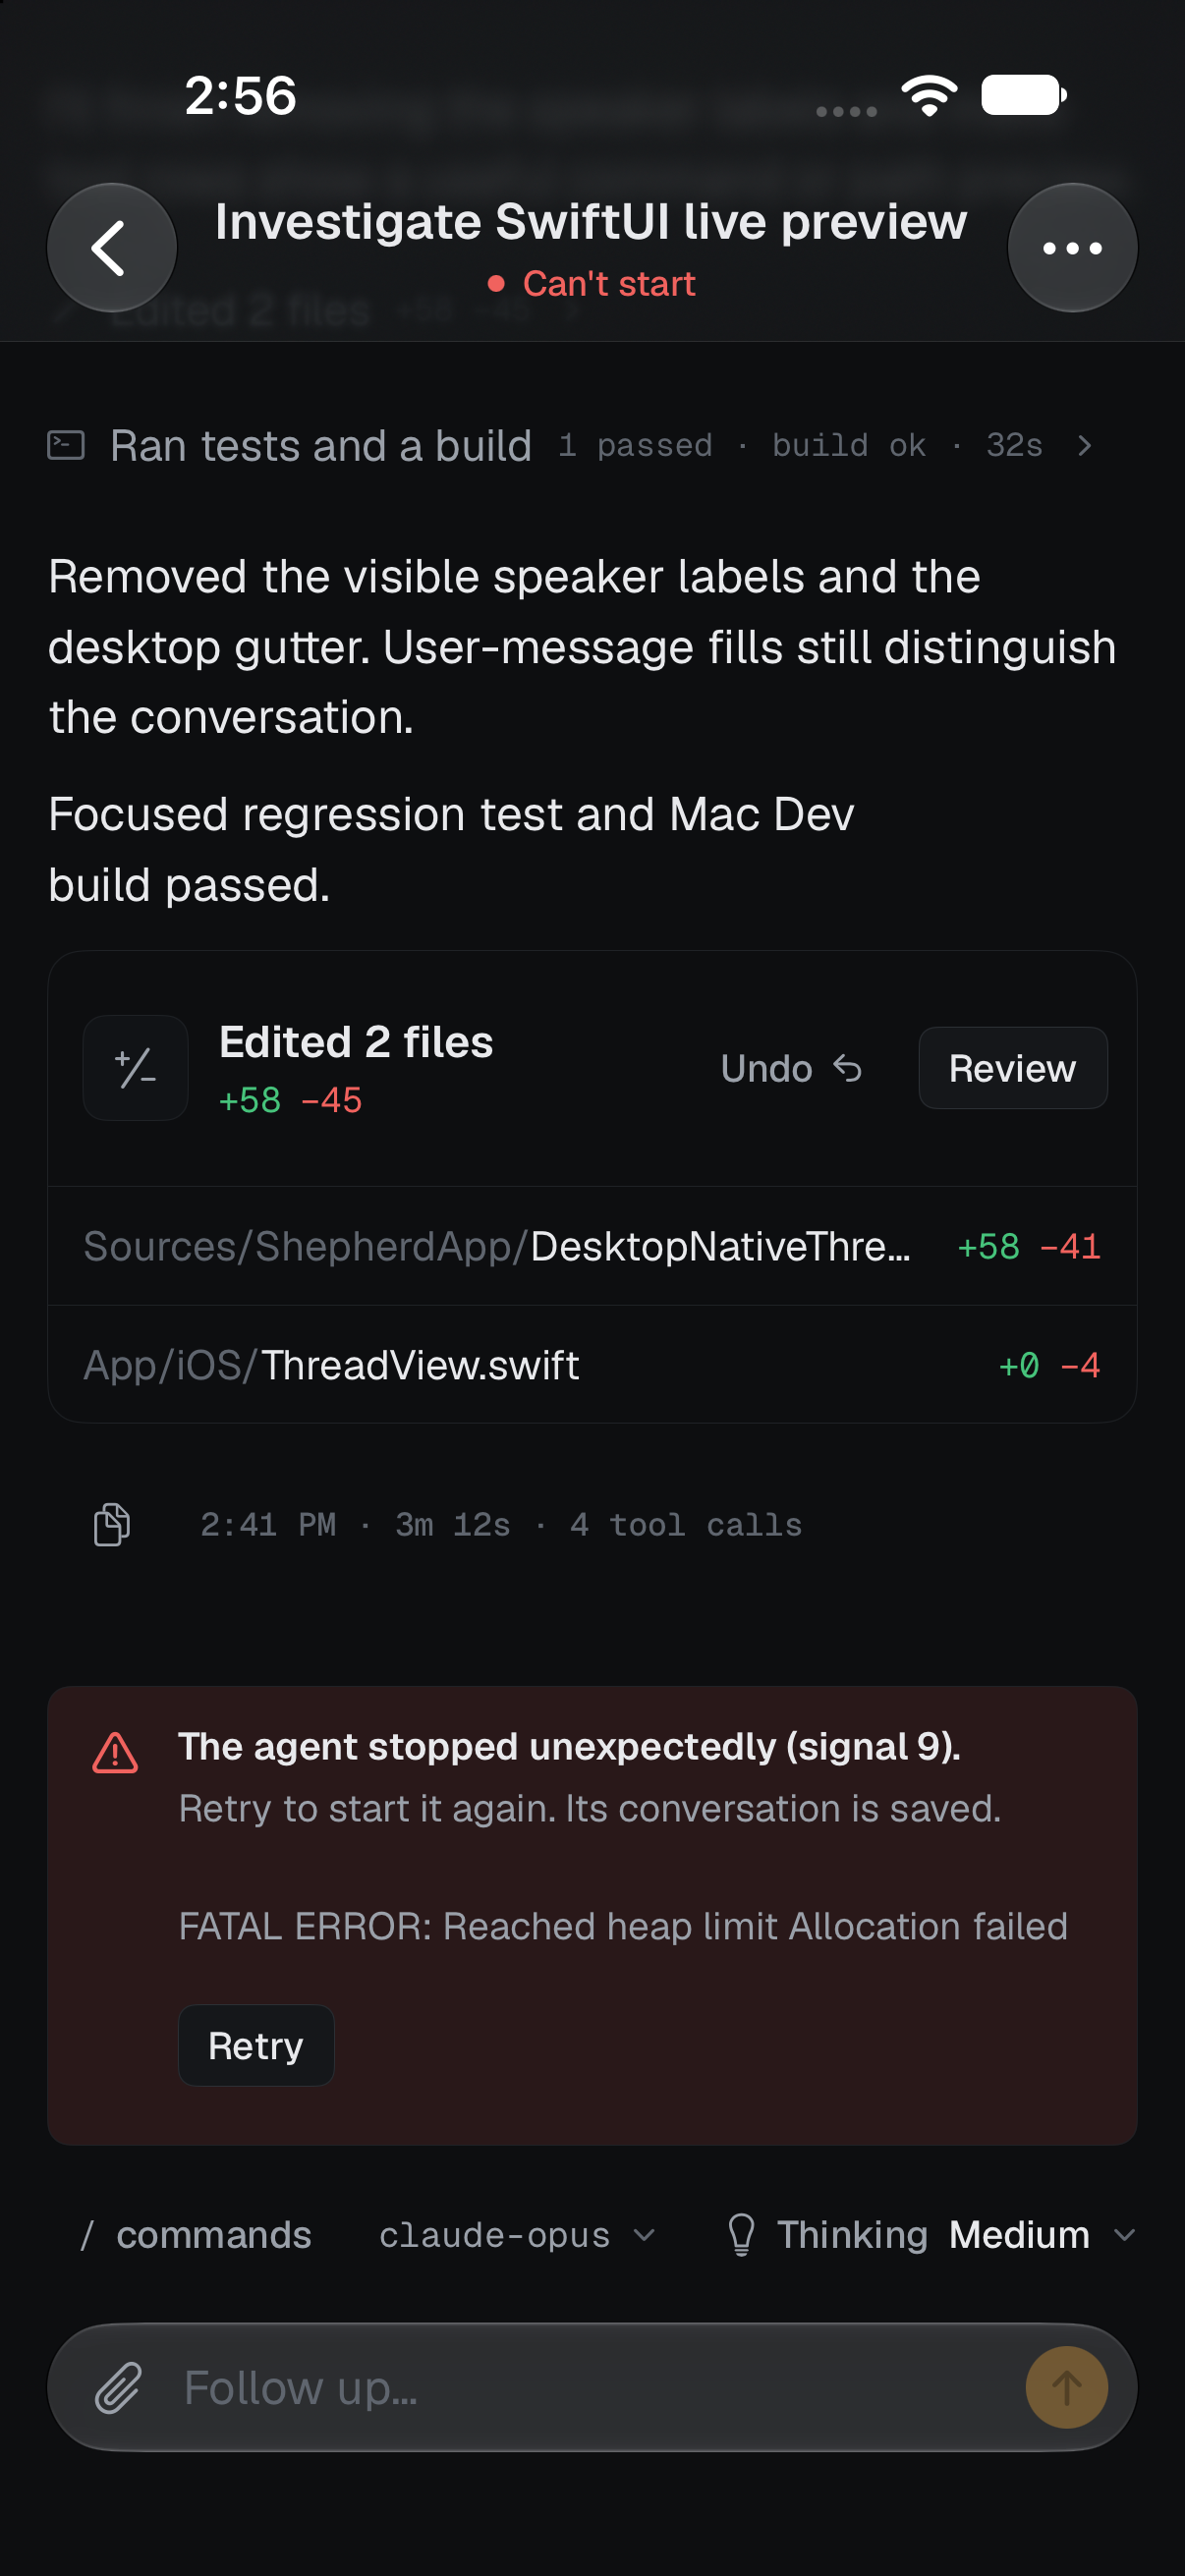 2:56
Investigate SwiftUI live preview
Can't start
Edited 2 files +58 −45
Ran tests and a build 1 passed · build ok · 32s
Removed the visible speaker labels and the
desktop gutter. User-message fills still distinguish
the conversation.
Focused regression test and Mac Dev
build passed.
Edited 2 files
+58 −45
Undo
Review
Sources/ShepherdApp/DesktopNativeThre... +58 −41
App/iOS/ThreadView.swift +0 −4
2:41 PM · 3m 12s · 4 tool calls
The agent stopped unexpectedly (signal 9).
Retry to start it again. Its conversation is saved.
FATAL ERROR: Reached heap limit Allocation failed
Retry
/ commands claude-opus Thinking Medium
Follow up...